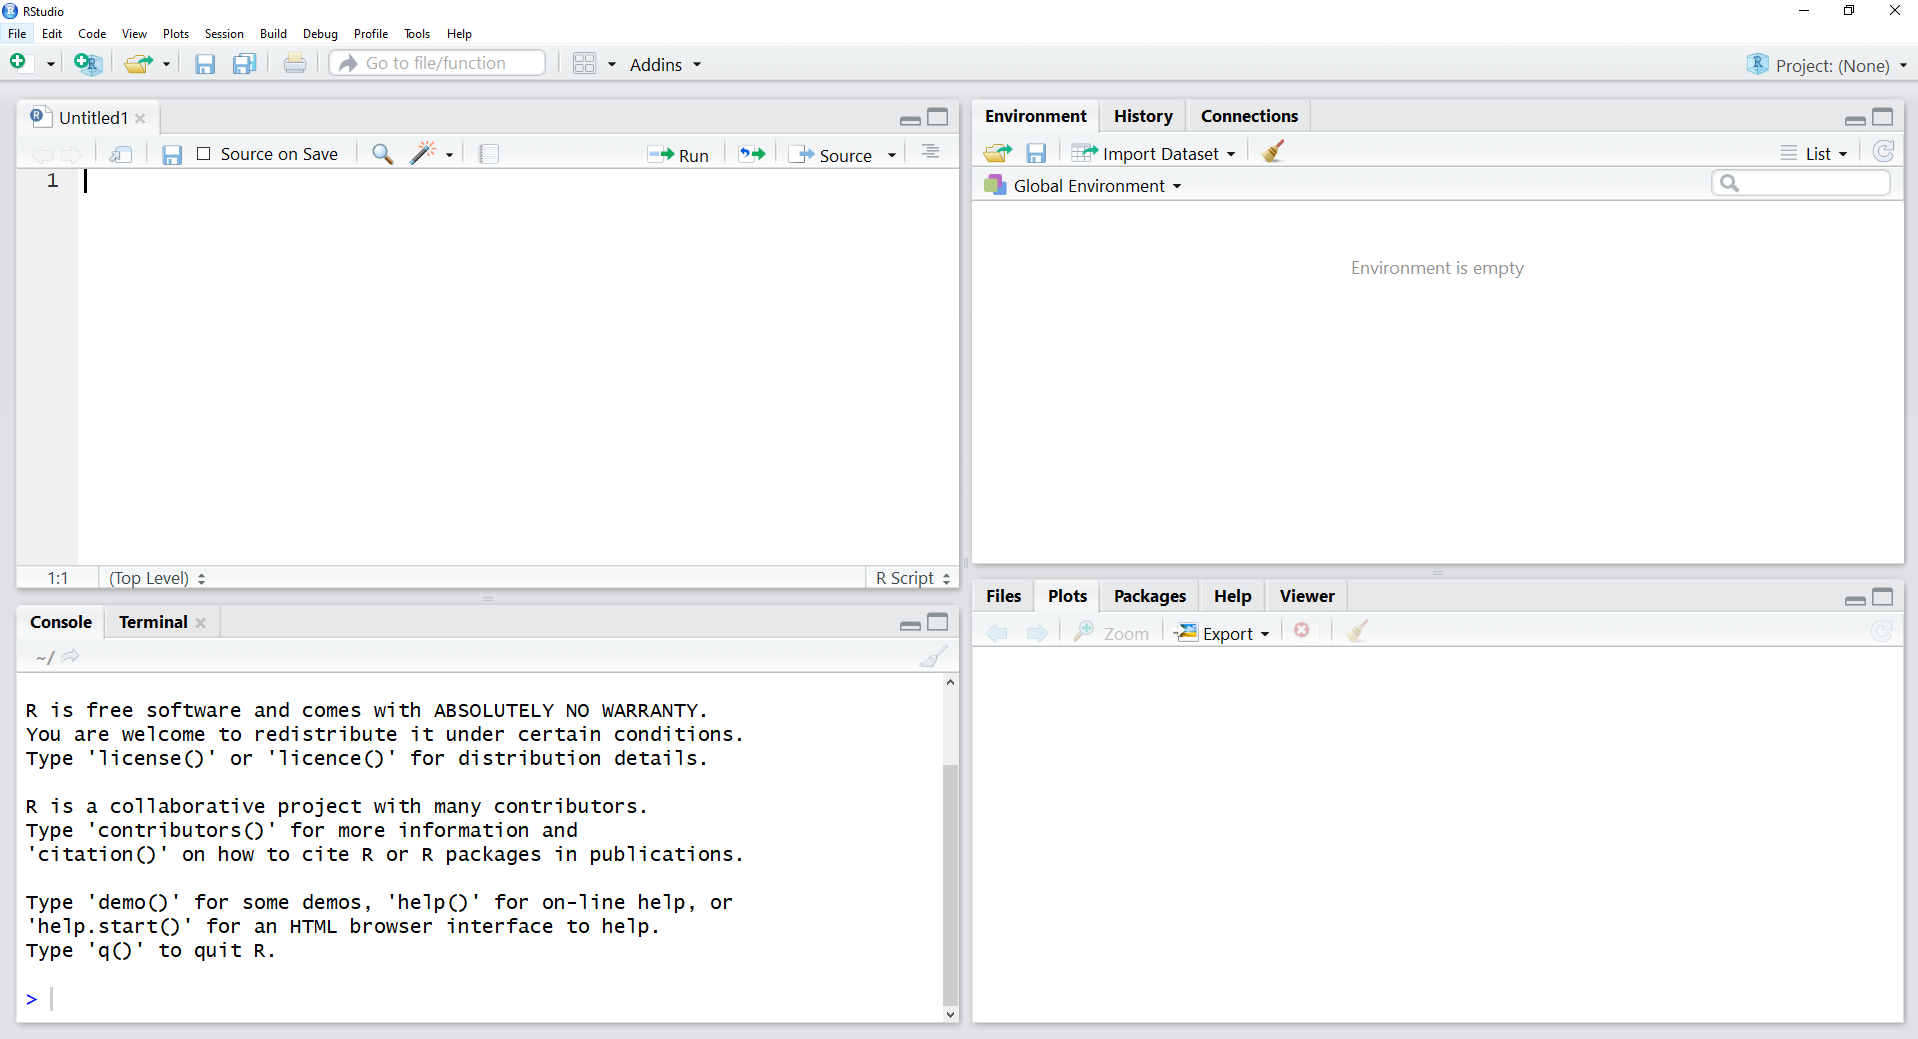 RStudio
File Edit Code View Plots Session Build Debug Profile Tools Help
Go to file/function Addins Project: (None)
Untitled1
Source on Save Run Source
1
1:1 (Top Level) R Script
Console Terminal
~/
R is free software and comes with ABSOLUTELY NO WARRANTY.
You are welcome to redistribute it under certain conditions.
Type 'license()' or 'licence()' for distribution details.
R is a collaborative project with many contributors.
Type 'contributors()' for more information and
'citation()' on how to cite R or R packages in publications.
Type 'demo()' for some demos, 'help()' for on-line help, or
'help.start()' for an HTML browser interface to help.
Type 'q()' to quit R.
>
Environment History Connections
Import Dataset List
Global Environment
Environment is empty
Files Plots Packages Help Viewer
Zoom Export